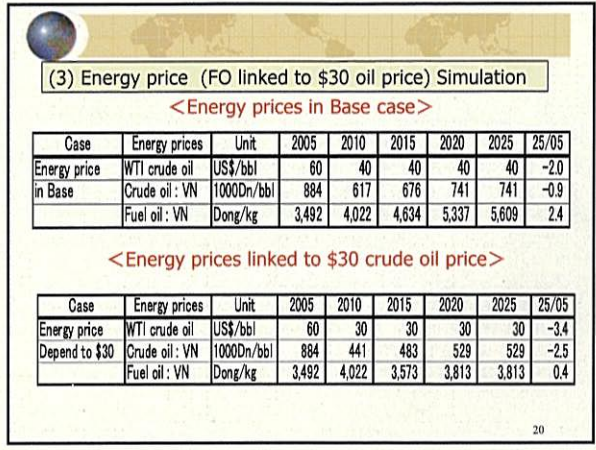 (3) Energy price (FO linked to $30 oil price) Simulation
<Energy prices in Base case>
Case Energy prices Unit 2005 2010 2015 2020 2025 25/05
Energy price WTI crude oil US$/bbl 60 40 40 40 40 -2.0
in Base Crude oil : VN 1000Dn/bbl 884 617 676 741 741 -0.9
Fuel oil : VN Dong/kg 3,492 4,022 4,634 5,337 5,609 2.4
<Energy prices linked to $30 crude oil price>
Case Energy prices Unit 2005 2010 2015 2020 2025 25/05
Energy price WTI crude oil US$/bbl 60 30 30 30 30 -3.4
Depend to $30 Crude oil : VN 1000Dn/bbl 884 441 483 529 529 -2.5
Fuel oil : VN Dong/kg 3,492 4,022 3,573 3,813 3,813 0.4
20